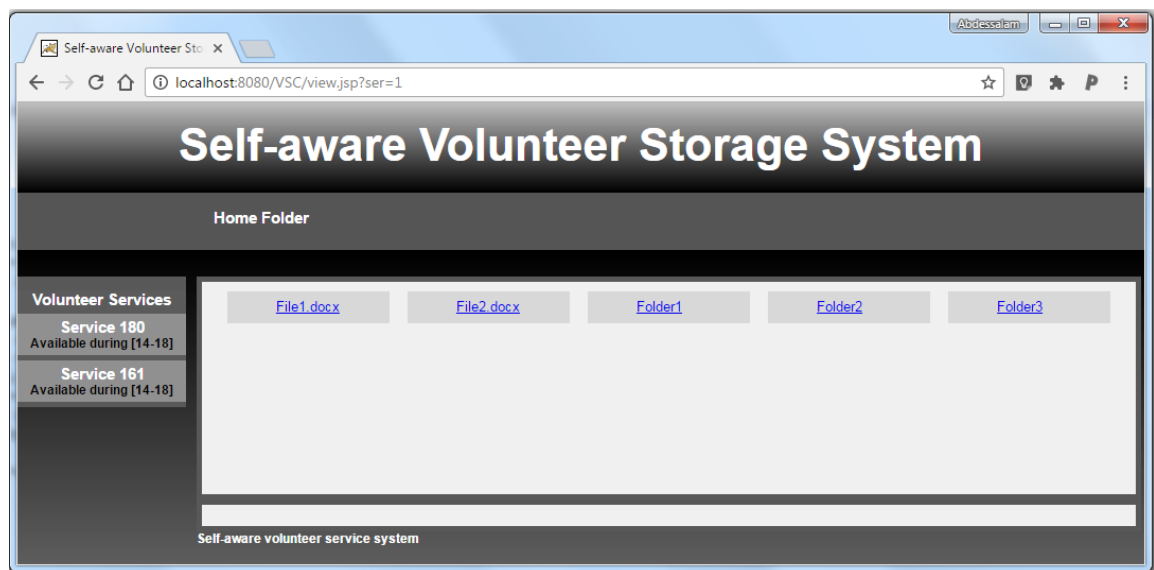 Abdessalam
Self-aware Volunteer Sto
localhost:8080/VSC/view.jsp?ser=1
Self-aware Volunteer Storage System
Home Folder
Volunteer Services
Service 180
Available during [14-18]
Service 161
Available during [14-18]
File1.docx
File2.docx
Folder1
Folder2
Folder3
Self-aware volunteer service system